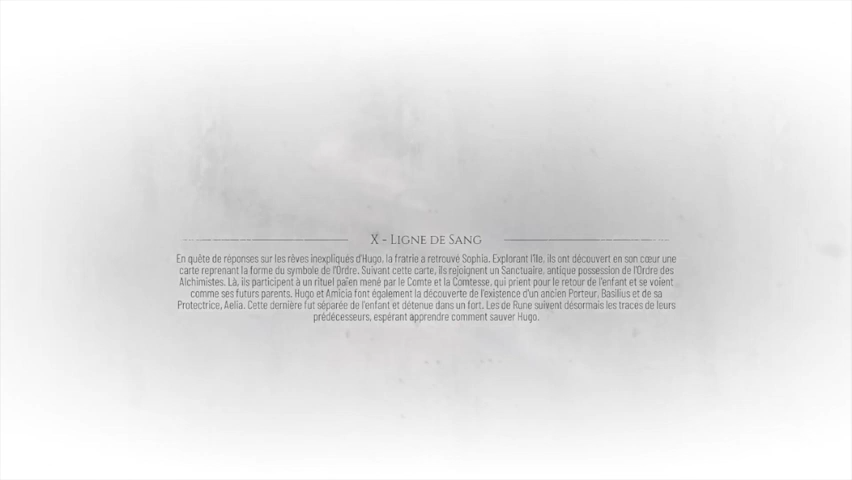 X - Ligne de Sang
En quête de réponses sur les rêves inexpliqués d'Hugo, la fratrie a retrouvé Sophia. Explorant l'île, ils ont découvert en son cœur une
carte reprenant la forme du symbole de l'Ordre. Suivant cette carte, ils rejoignent un Sanctuaire, antique possession de l'Ordre des
Alchimistes. Là, ils participent à un rituel païen mené par le Comte et la Comtesse, qui prient pour le retour de l'enfant et se voient
comme ses futurs parents. Hugo et Amicia font également la découverte de l'existence d'un ancien Porteur, Basilius et de sa
Protectrice, Aelia. Cette dernière fut séparée de l'enfant et détenue dans un fort. Les de Rune suivent désormais les traces de leurs
prédécesseurs, espérant apprendre comment sauver Hugo.